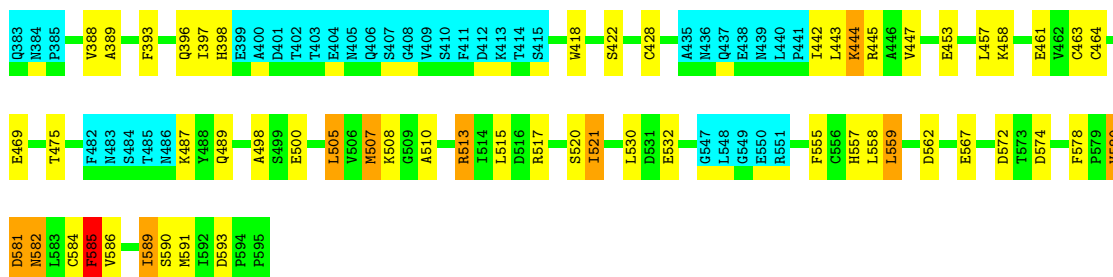 Q383 N384 P385 V388 A389 F393 Q396 I397 H398 E399 A400 D401 T402 T403 E404 N405 Q406 S407 G408 V409 S410 F411 D412 K413 T414 S415 W418 S422 C428 A435 N436 Q437 E438 N439 L440 P441 I442 L443 K444 R445 A446 V447 E453 L457 K458 E461 V462 C463 C464
E469 T475 F482 N483 S484 T485 N486 K487 Y488 Q489 A498 S499 E500 L505 V506 M507 K508 G509 A510 R513 I514 L515 D516 R517 S520 I521 L530 D531 E532 G547 L548 G549 E550 R551 F555 C556 H557 L558 L559 D562 E567 D572 T573 D574 F578 P579
D581 N582 L583 C584 F585 V586 I589 S590 M591 I592 D593 P594 P595